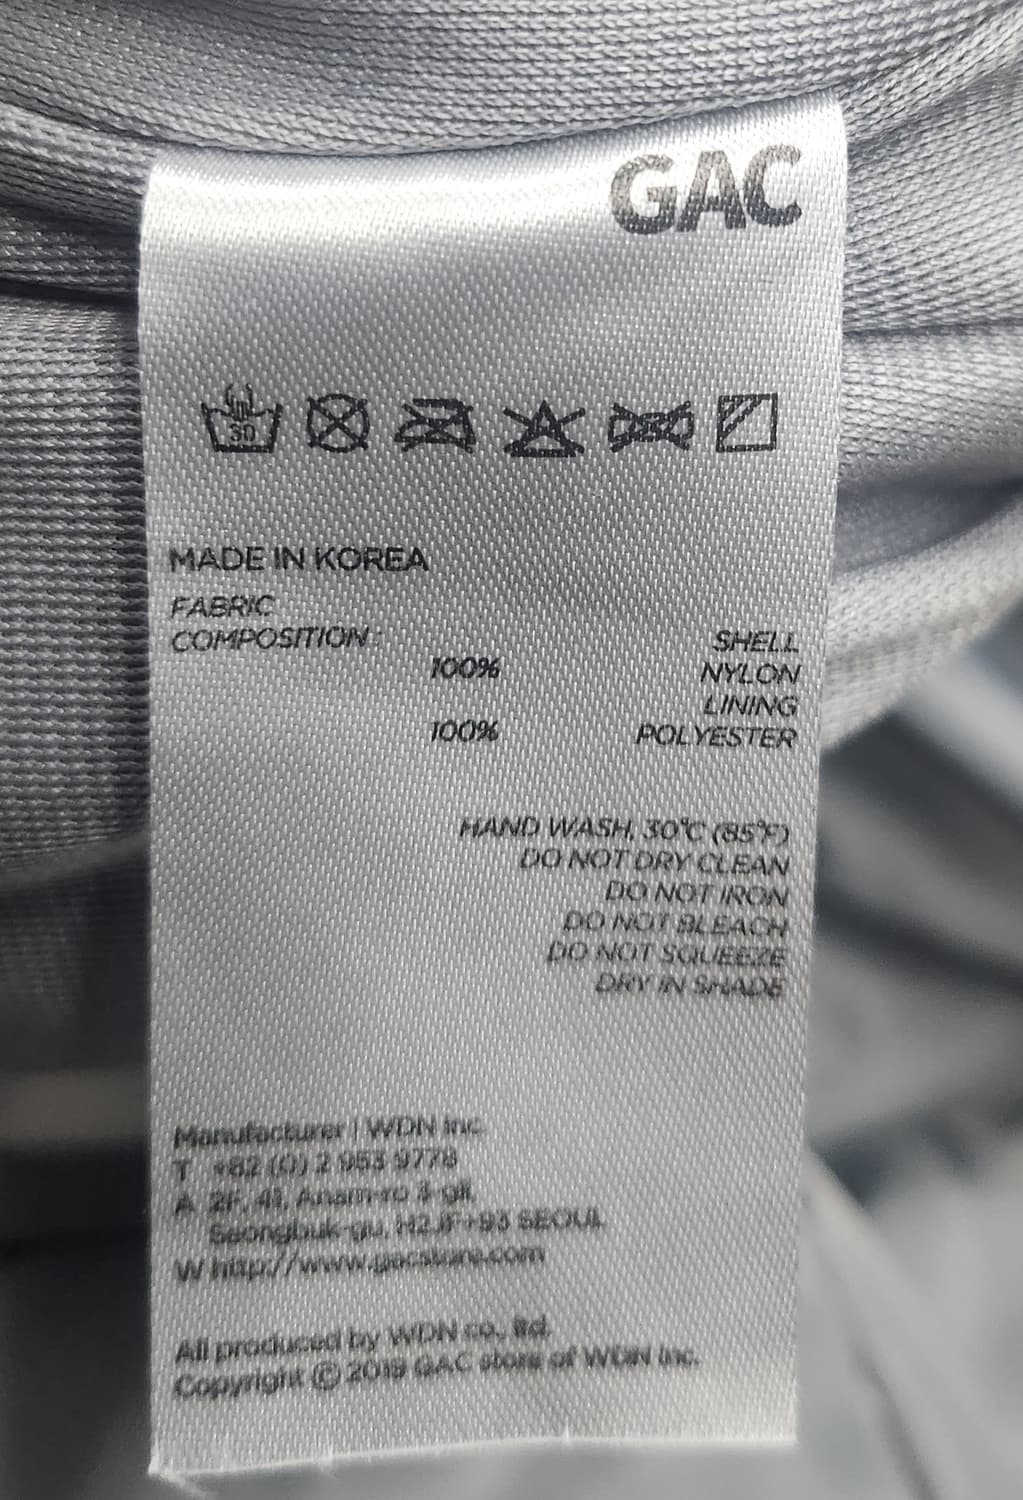 GAC
30
MADE IN KOREA
FABRIC
COMPOSITION:
SHELL
100% NYLON
LINING
100% POLYESTER
HAND WASH, 30℃ (85℉)
DO NOT DRY CLEAN
DO NOT IRON
DO NOT BLEACH
DO NOT SQUEEZE
DRY IN SHADE
Manufacturer | WDN Inc.
T +82 (0) 2 953 9778
A 2F, 41, Anam-ro 3-gil,
Seongbuk-gu, SEOUL
W http://www.gacstore.com
All produced by WDN co., ltd.
Copyright © 2019 GAC store of WDN Inc.